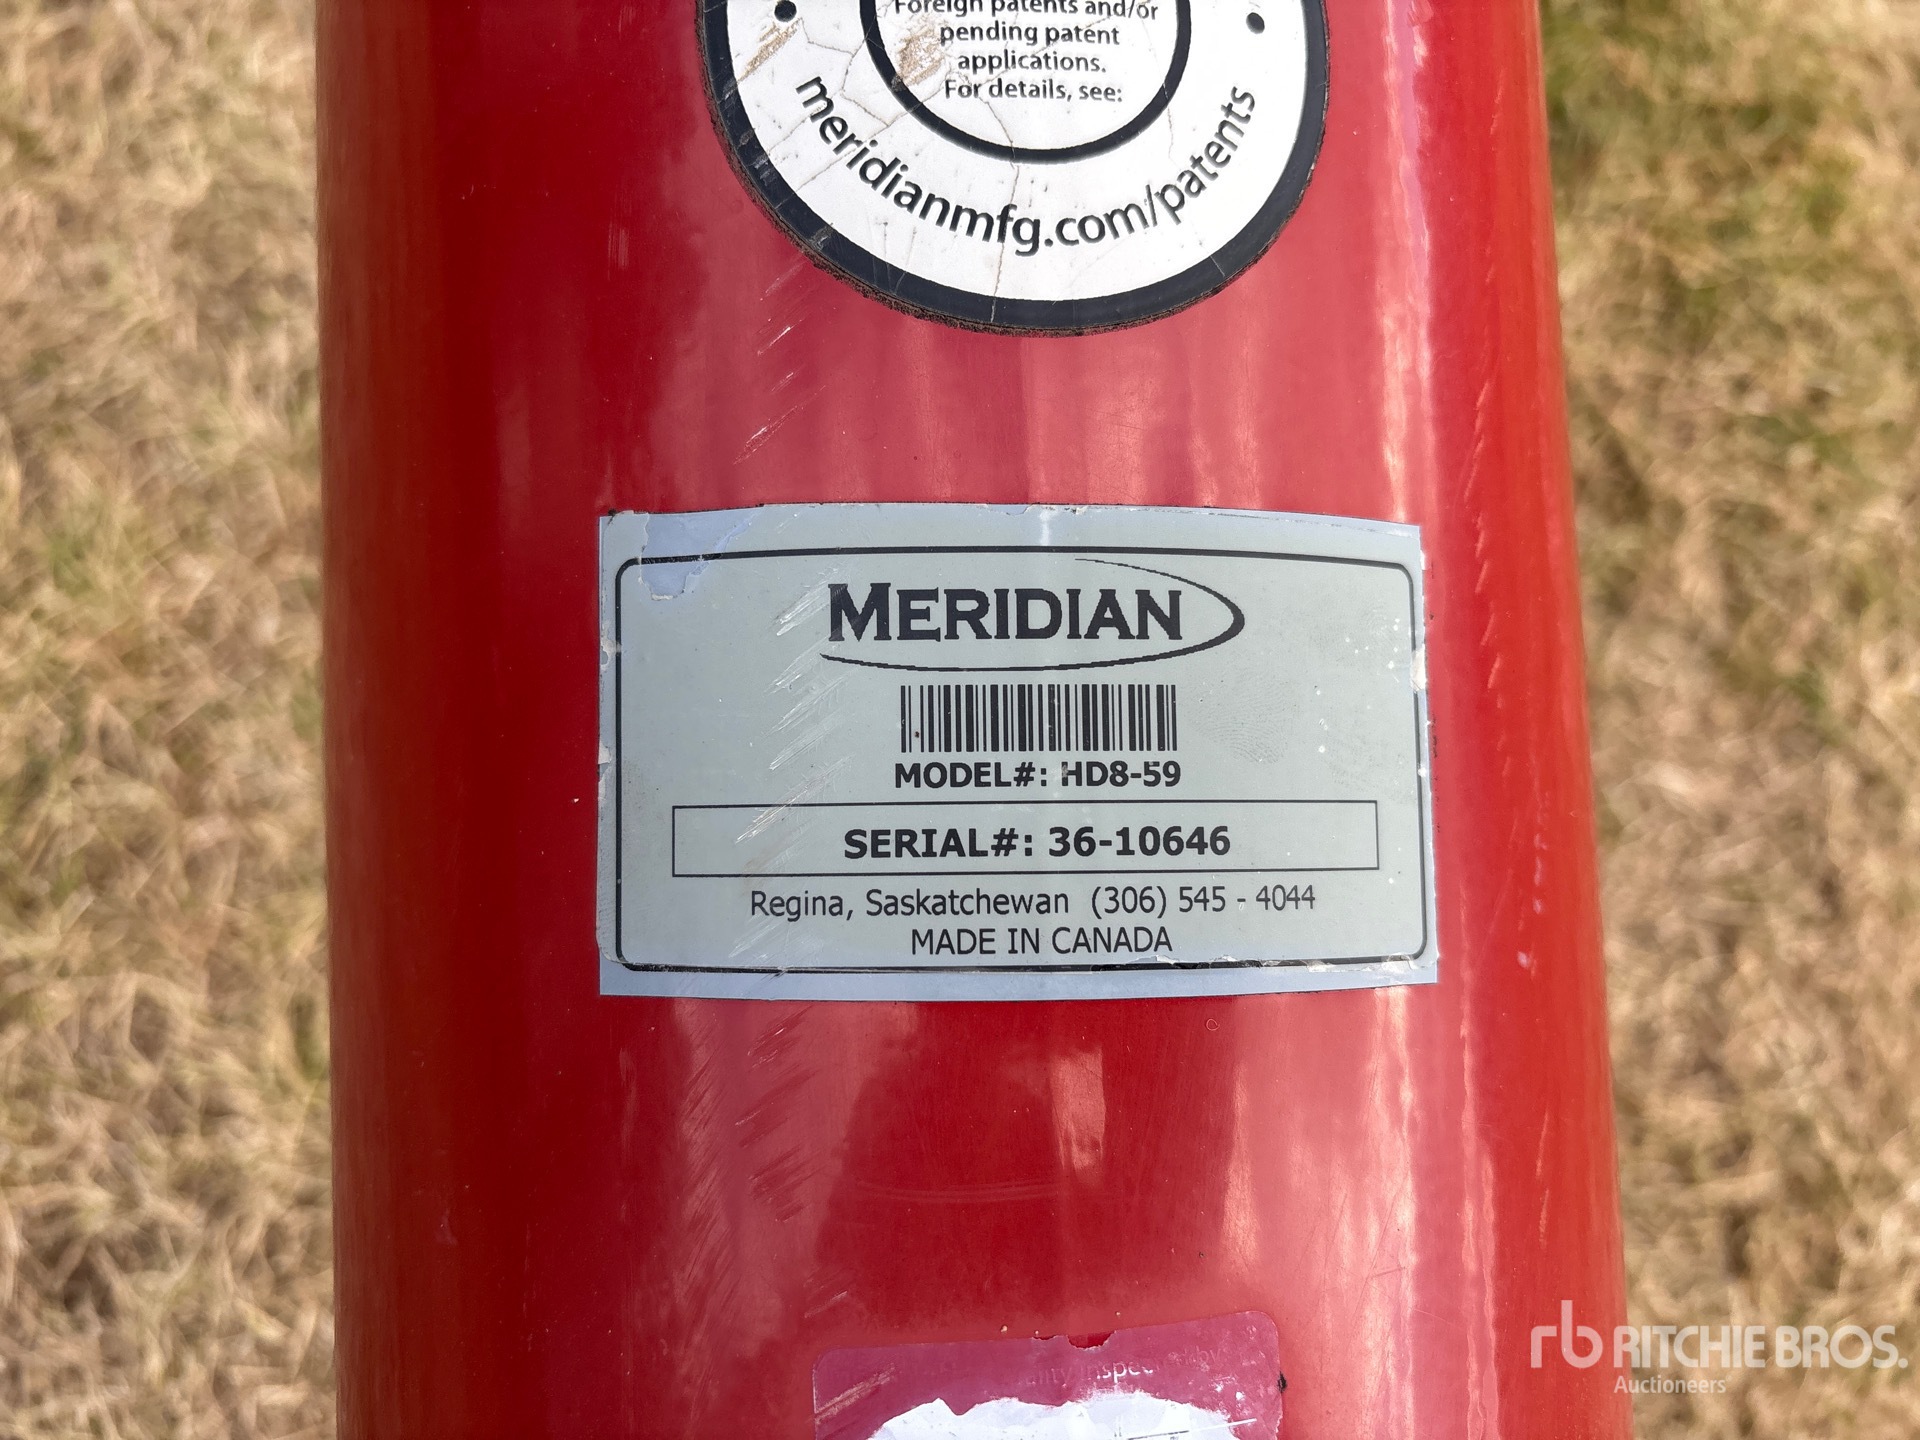 Foreign patents and/or
pending patent
applications.
For details, see:
meridianmfg.com/patents
MERIDIAN
MODEL#: HD8-59
SERIAL#: 36-10646
Regina, Saskatchewan (306) 545 - 4044
MADE IN CANADA
rb RITCHIE BROS.
Auctioneers